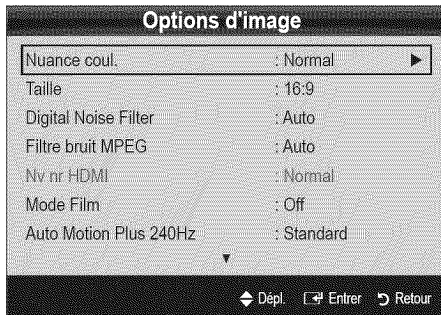 Options d'image
Nuance coul. : Normal
Taille : 16:9
Digital Noise Filter : Auto
Filtre bruit MPEG : Auto
Nv nr HDMI : Normal
Mode Film : Off
Auto Motion Plus 240Hz : Standard
Dépl. Entrer Retour